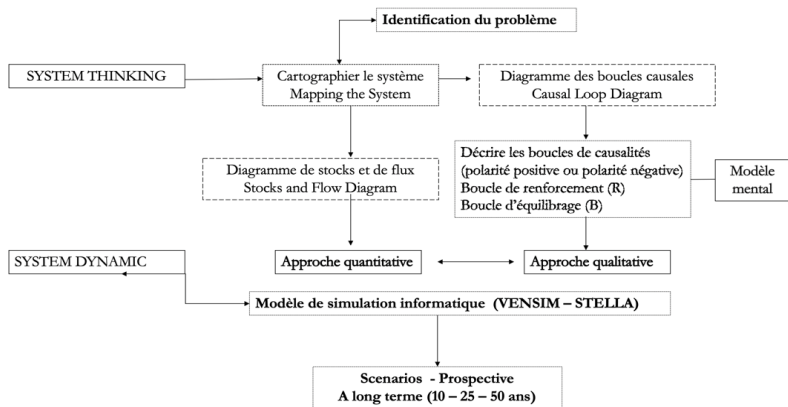 Identification du problème
SYSTEM THINKING
Cartographier le système
Mapping the System
Diagramme des boucles causales
Causal Loop Diagram
Diagramme de stocks et de flux
Stocks and Flow Diagram
Décrire les boucles de causalités
(polarité positive ou polarité négative)
Boucle de renforcement (R)
Boucle d'équilibrage (B)
Modèle
mental
SYSTEM DYNAMIC
Approche quantitative
Approche qualitative
Modèle de simulation informatique (VENSIM – STELLA)
Scenarios - Prospective
A long terme (10 – 25 – 50 ans)